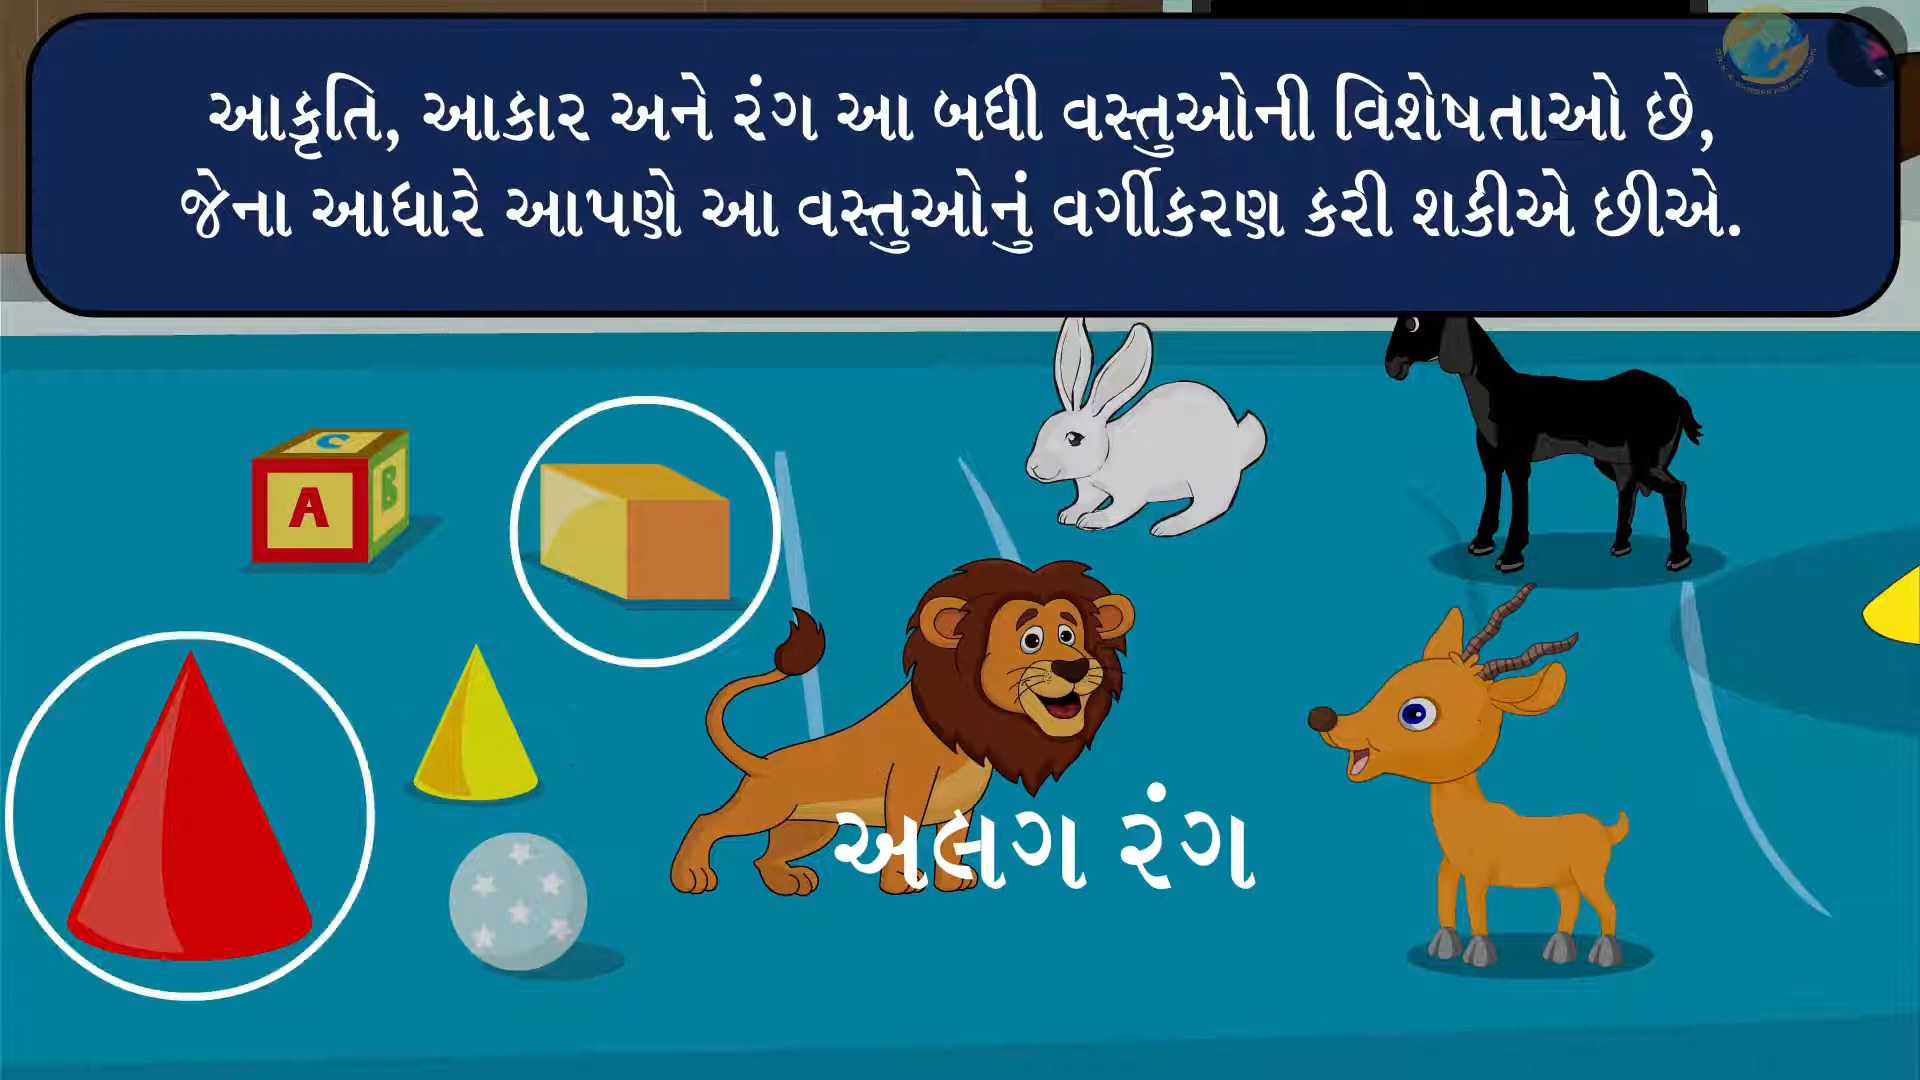 આકૃતિ, આકાર અને રંગ આ બધી વસ્તુઓની વિશેષતાઓ છે,
જેના આધારે આપણે આ વસ્તુઓનું વર્ગીકરણ કરી શકીએ છીએ.
C
A
B
અલગ રંગ